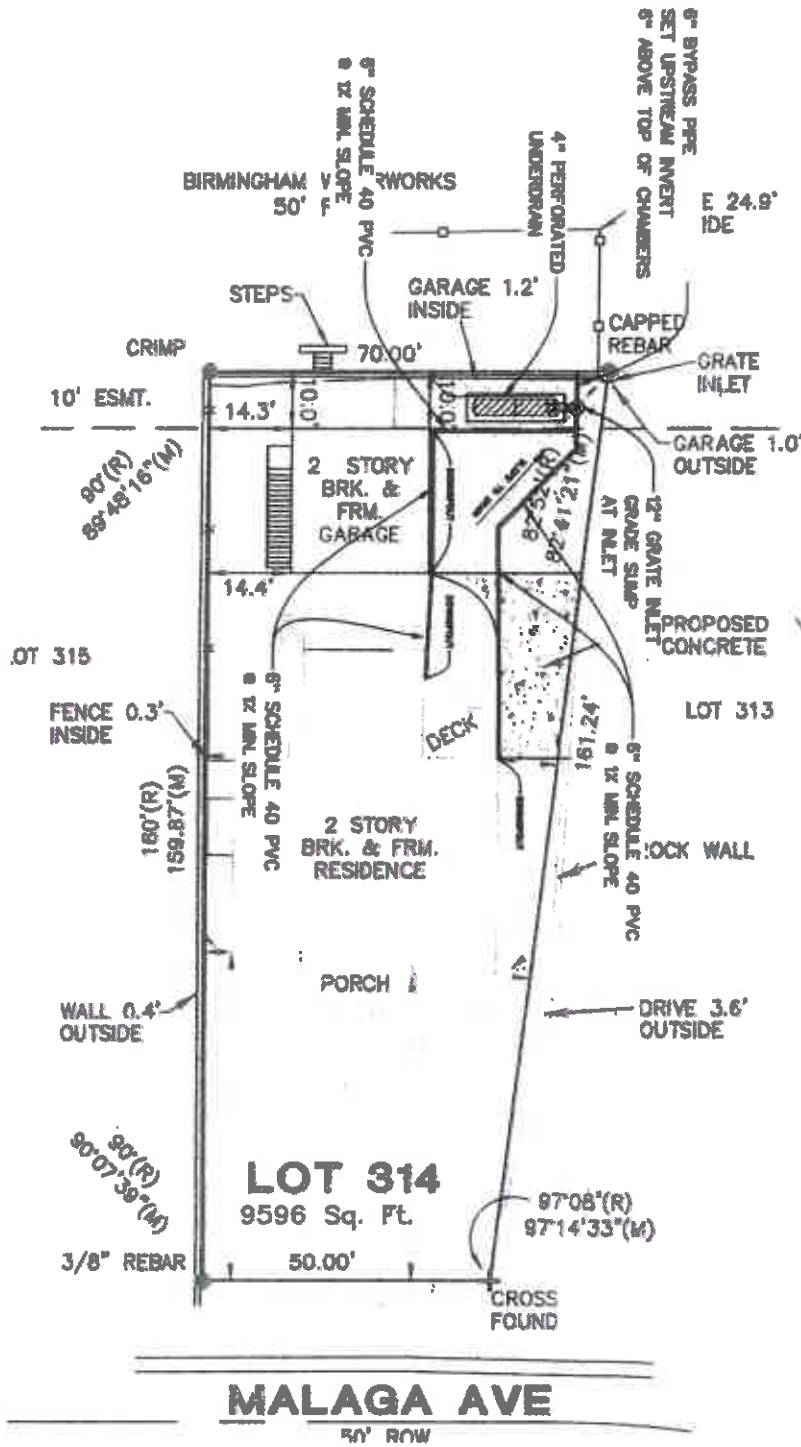 6" BYPASS PIPE
SET UPSTREAM INVERT
6" ABOVE TOP OF CHAMBERS
6" SCHEDULE 40 PVC
@ 1% MIN. SLOPE
4" PERFORATED
UNDERDRAIN
BIRMINGHAM W RWORKS
50'
E 24.9'
IDE
GARAGE 1.2'
INSIDE
STEPS
CAPPED
REBAR
CRIMP
70.00'
GRATE
INLET
10' ESMT.
14.3'
10.0'
10.0'
GARAGE 1.0'
OUTSIDE
90'(R)
89°48'16"(M)
2 STORY
BRK. & FRM.
GARAGE
82°52'(R)
82°41'21"(M)
12" GRATE INLET
GRADE SUMP
AT INLET
14.4'
PROPOSED
CONCRETE
OT 315
LOT 313
FENCE 0.3'
INSIDE
6" SCHEDULE 40 PVC
@ 1% MIN. SLOPE
DECK
161.24'
6" SCHEDULE 40 PVC
@ 1% MIN. SLOPE
160'(R)
159.87'(M)
2 STORY
BRK. & FRM.
RESIDENCE
OCK WALL
PORCH
WALL 0.4'
OUTSIDE
DRIVE 3.6'
OUTSIDE
90'(R)
90°07'39"(M)
LOT 314
9596 Sq. Ft.
97°08'(R)
97°14'33"(M)
3/8" REBAR
50.00'
CROSS
FOUND
MALAGA AVE
50' ROW